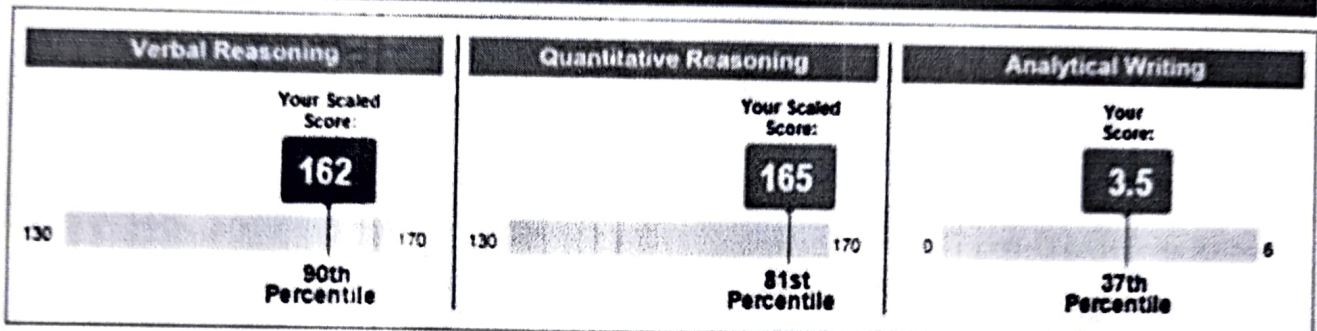 Verbal Reasoning
Your Scaled
Score:
162
130
170
90th
Percentile
Quantitative Reasoning
Your Scaled
Score:
165
130
170
81st
Percentile
Analytical Writing
Your
Score:
3.5
0
6
37th
Percentile